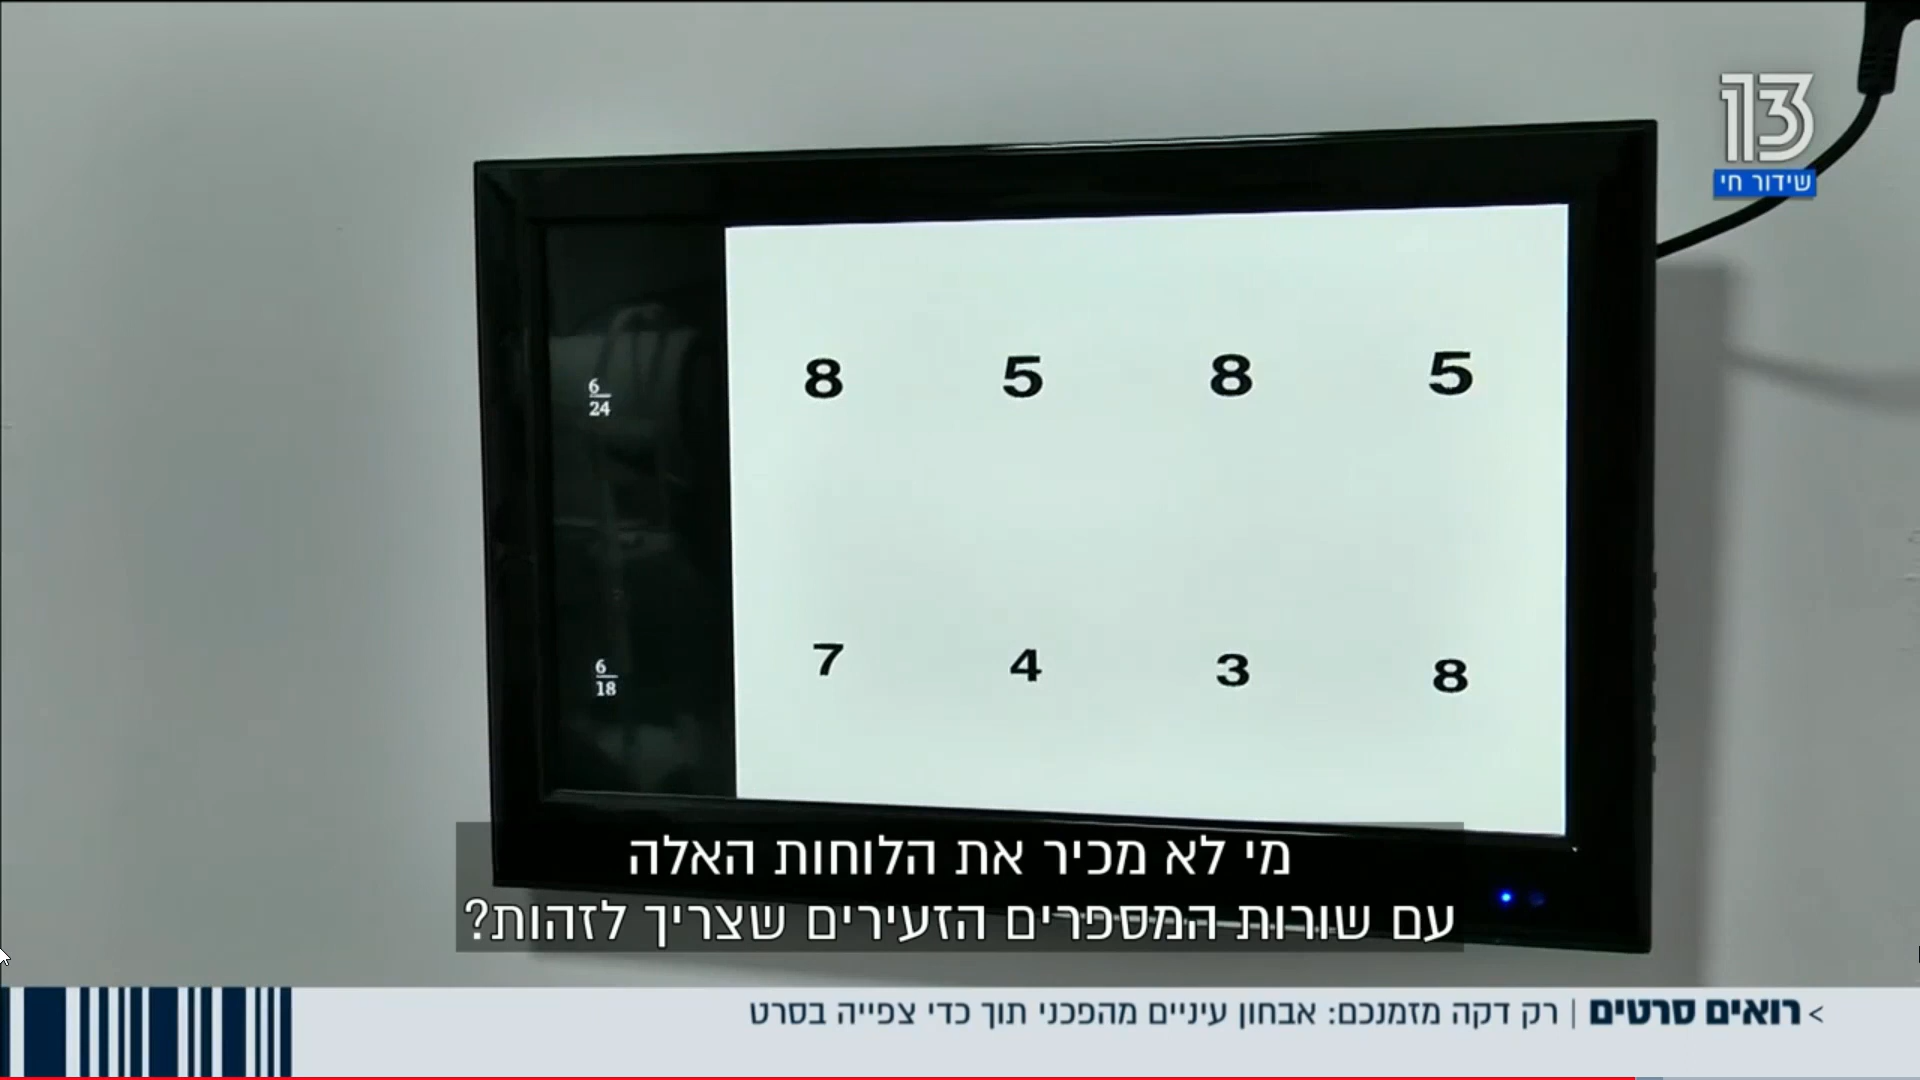 13
שידור חי
6/24
8 5 8 5
6/18
7 4 3 8
מי לא מכיר את הלוחות האלה
עם שורות המספרים הזעירים שצריך לזהות?
> רואים סרטים | רק דקה מזמנכם: אבחון עיניים מהפכני תוך כדי צפייה בסרט